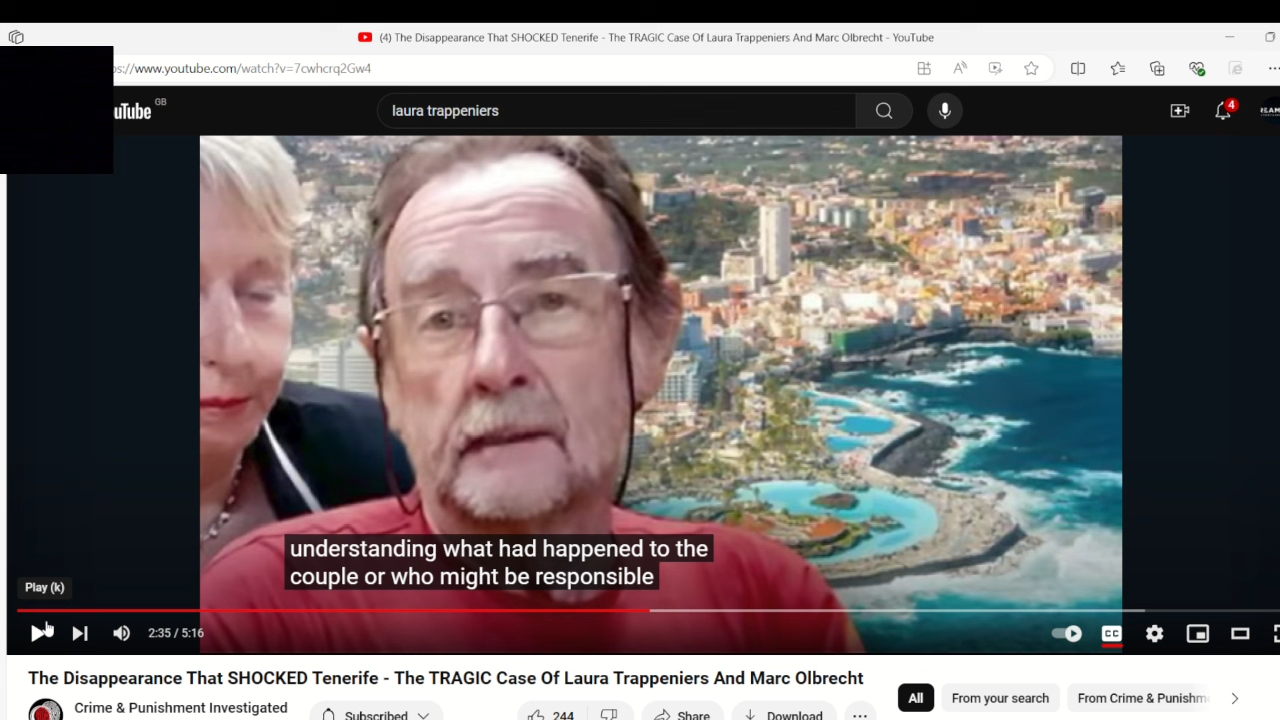 (4) The Disappearance That SHOCKED Tenerife - The TRAGIC Case Of Laura Trappeniers And Marc Olbrecht - YouTube
ps://www.youtube.com/watch?v=7cwhcrq2Gw4
uTube GB
laura trappeniers
4
understanding what had happened to the
couple or who might be responsible
Play (k)
2:35 / 5:16
CC
The Disappearance That SHOCKED Tenerife - The TRAGIC Case Of Laura Trappeniers And Marc Olbrecht
All
From your search
From Crime & Punishm
Crime & Punishment Investigated
Subscribed
244
Share
Download